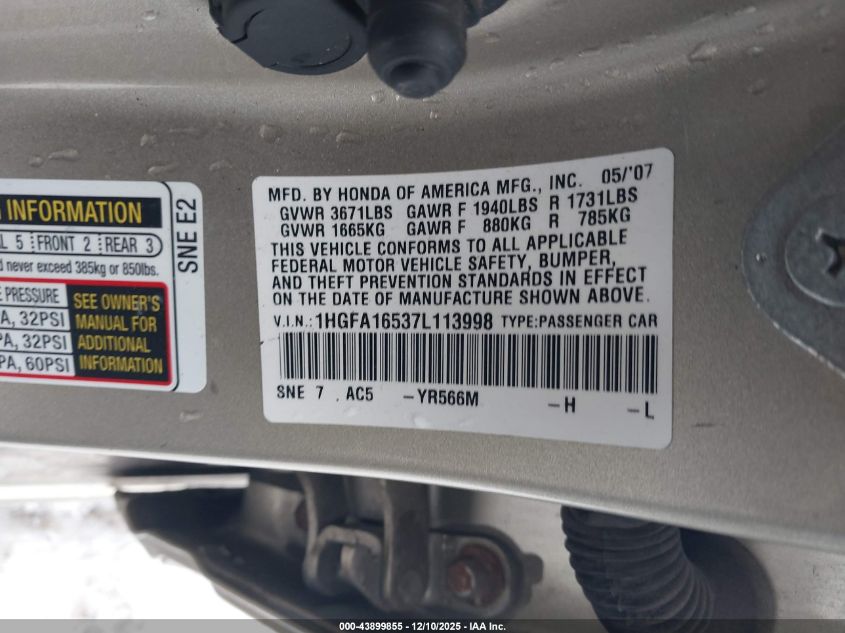 G INFORMATION
AL 5 FRONT 2 REAR 3
d never exceed 385kg or 850lbs.
E PRESSURE
PA, 32PSI
PA, 32PSI
PA, 60PSI
SEE OWNER'S
MANUAL FOR
ADDITIONAL
INFORMATION
SNE E2
MFD. BY HONDA OF AMERICA MFG., INC. 05/'07
GVWR 3671LBS GAWR F 1940LBS R 1731LBS
GVWR 1665KG GAWR F 880KG R 785KG
THIS VEHICLE CONFORMS TO ALL APPLICABLE
FEDERAL MOTOR VEHICLE SAFETY, BUMPER,
AND THEFT PREVENTION STANDARDS IN EFFECT
ON THE DATE OF MANUFACTURE SHOWN ABOVE.
V.I.N.:1HGFA16537L113998 TYPE:PASSENGER CAR
SNE 7 AC5 -YR566M -H -L
000-43899855 - 12/10/2025 - IAA Inc.